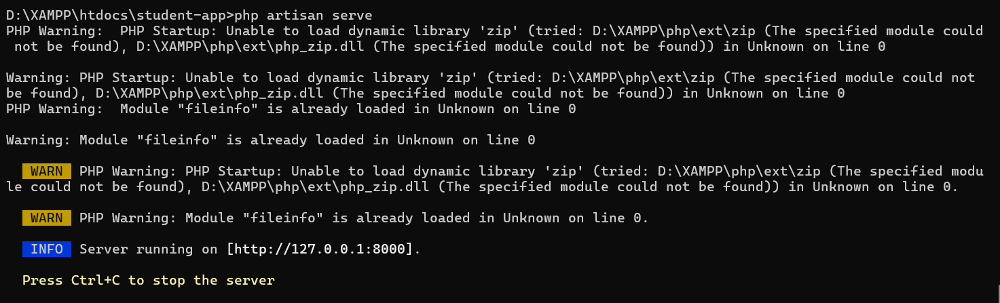 D:\XAMPP\htdocs\student-app>php artisan serve
PHP Warning:  PHP Startup: Unable to load dynamic library 'zip' (tried: D:\XAMPP\php\ext\zip (The specified module could
 not be found), D:\XAMPP\php\ext\php_zip.dll (The specified module could not be found)) in Unknown on line 0
Warning: PHP Startup: Unable to load dynamic library 'zip' (tried: D:\XAMPP\php\ext\zip (The specified module could not
be found), D:\XAMPP\php\ext\php_zip.dll (The specified module could not be found)) in Unknown on line 0
PHP Warning:  Module "fileinfo" is already loaded in Unknown on line 0
Warning: Module "fileinfo" is already loaded in Unknown on line 0
WARN PHP Warning: PHP Startup: Unable to load dynamic library 'zip' (tried: D:\XAMPP\php\ext\zip (The specified modu
le could not be found), D:\XAMPP\php\ext\php_zip.dll (The specified module could not be found)) in Unknown on line 0.
WARN PHP Warning: Module "fileinfo" is already loaded in Unknown on line 0.
INFO Server running on [http://127.0.0.1:8000].
Press Ctrl+C to stop the server